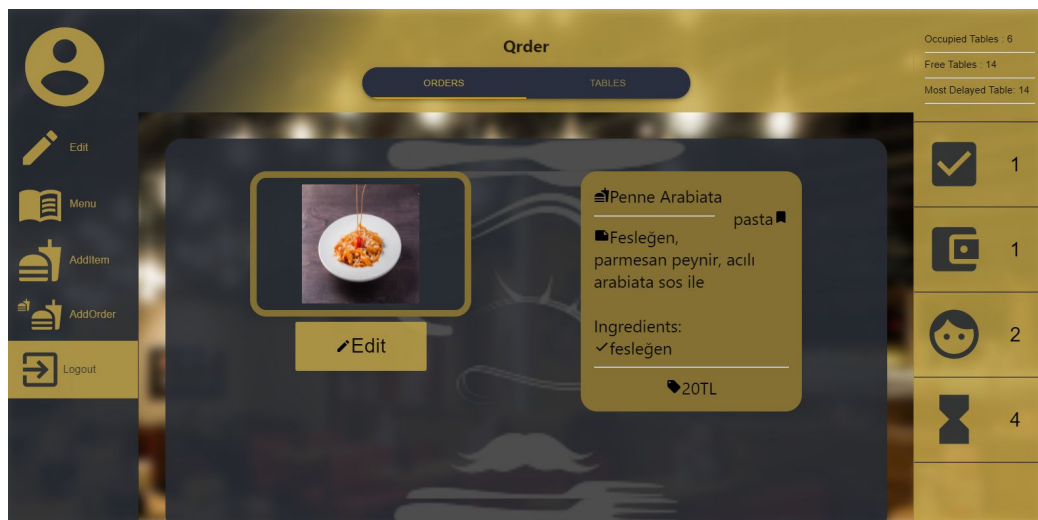 Qrder
ORDERS
TABLES
Edit
Menu
AddItem
AddOrder
Logout
Penne Arabiata
pasta
Fesleğen,
parmesan peynir, acılı
arabiata sos ile
Ingredients:
fesleğen
20TL
Edit
Occupied Tables : 6
Free Tables : 14
Most Delayed Table: 14
1
1
2
4